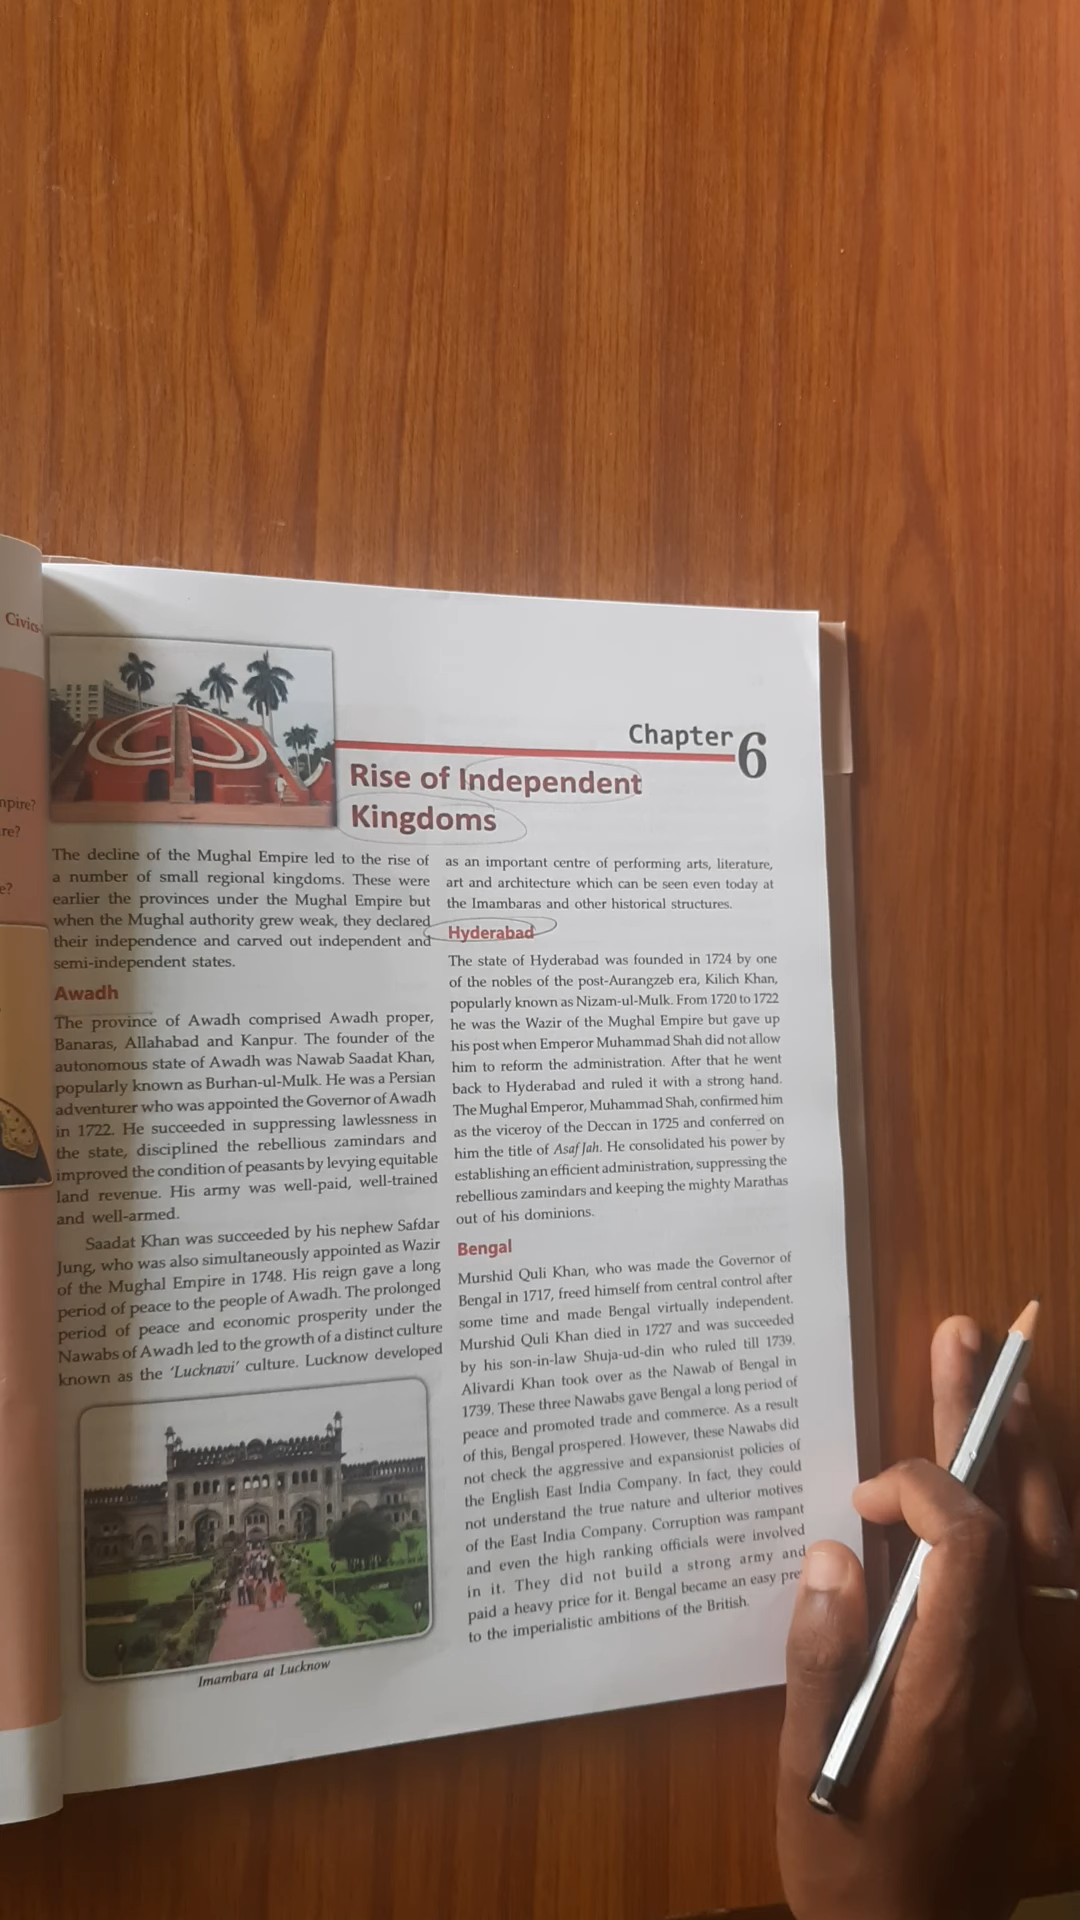 Civics
mpire?
re?
e?
Chapter 6
Rise of Independent
Kingdoms
The decline of the Mughal Empire led to the rise of
a number of small regional kingdoms. These were
earlier the provinces under the Mughal Empire but
when the Mughal authority grew weak, they declared
their independence and carved out independent and
semi-independent states.
Awadh
The province of Awadh comprised Awadh proper,
Banaras, Allahabad and Kanpur. The founder of the
autonomous state of Awadh was Nawab Saadat Khan,
popularly known as Burhan-ul-Mulk. He was a Persian
adventurer who was appointed the Governor of Awadh
in 1722. He succeeded in suppressing lawlessness in
the state, disciplined the rebellious zamindars and
improved the condition of peasants by levying equitable
land revenue. His army was well-paid, well-trained
and well-armed.
Saadat Khan was succeeded by his nephew Safdar
Jung, who was also simultaneously appointed as Wazir
of the Mughal Empire in 1748. His reign gave a long
period of peace to the people of Awadh. The prolonged
period of peace and economic prosperity under the
Nawabs of Awadh led to the growth of a distinct culture
known as the 'Lucknavi' culture. Lucknow developed
Imambara at Lucknow
as an important centre of performing arts, literature,
art and architecture which can be seen even today at
the Imambaras and other historical structures.
Hyderabad
The state of Hyderabad was founded in 1724 by one
of the nobles of the post-Aurangzeb era, Kilich Khan,
popularly known as Nizam-ul-Mulk. From 1720 to 1722
he was the Wazir of the Mughal Empire but gave up
his post when Emperor Muhammad Shah did not allow
him to reform the administration. After that he went
back to Hyderabad and ruled it with a strong hand.
The Mughal Emperor, Muhammad Shah, confirmed him
as the viceroy of the Deccan in 1725 and conferred on
him the title of Asaf Jah. He consolidated his power by
establishing an efficient administration, suppressing the
rebellious zamindars and keeping the mighty Marathas
out of his dominions.
Bengal
Murshid Quli Khan, who was made the Governor of
Bengal in 1717, freed himself from central control after
some time and made Bengal virtually independent.
Murshid Quli Khan died in 1727 and was succeeded
by his son-in-law Shuja-ud-din who ruled till 1739.
Alivardi Khan took over as the Nawab of Bengal in
1739. These three Nawabs gave Bengal a long period of
peace and promoted trade and commerce. As a result
of this, Bengal prospered. However, these Nawabs did
not check the aggressive and expansionist policies of
the English East India Company. In fact, they could
not understand the true nature and ulterior motives
of the East India Company. Corruption was rampant
and even the high ranking officials were involved
in it. They did not build a strong army and
paid a heavy price for it. Bengal became an easy pre
to the imperialistic ambitions of the British.